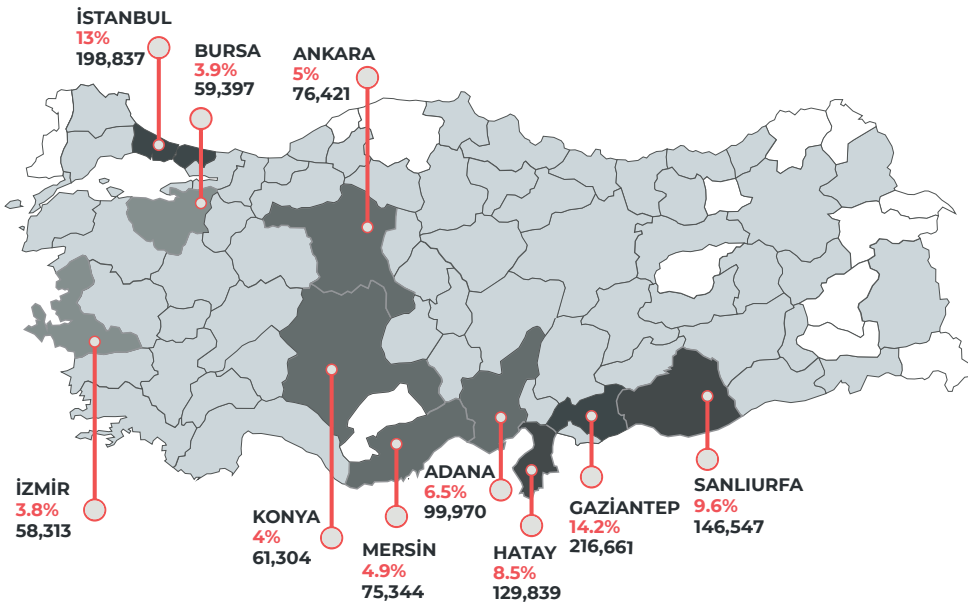 İSTANBUL
13%
198,837
BURSA
3.9%
59,397
ANKARA
5%
76,421
İZMİR
3.8%
58,313
KONYA
4%
61,304
MERSİN
4.9%
75,344
ADANA
6.5%
99,970
HATAY
8.5%
129,839
GAZİANTEP
14.2%
216,661
SANLIURFA
9.6%
146,547